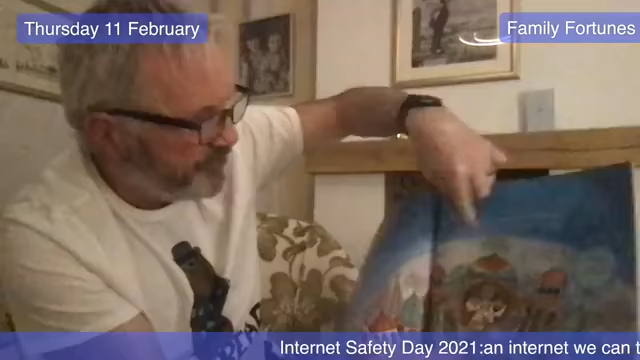 Thursday 11 February
Family Fortunes
Internet Safety Day 2021:an internet we can t